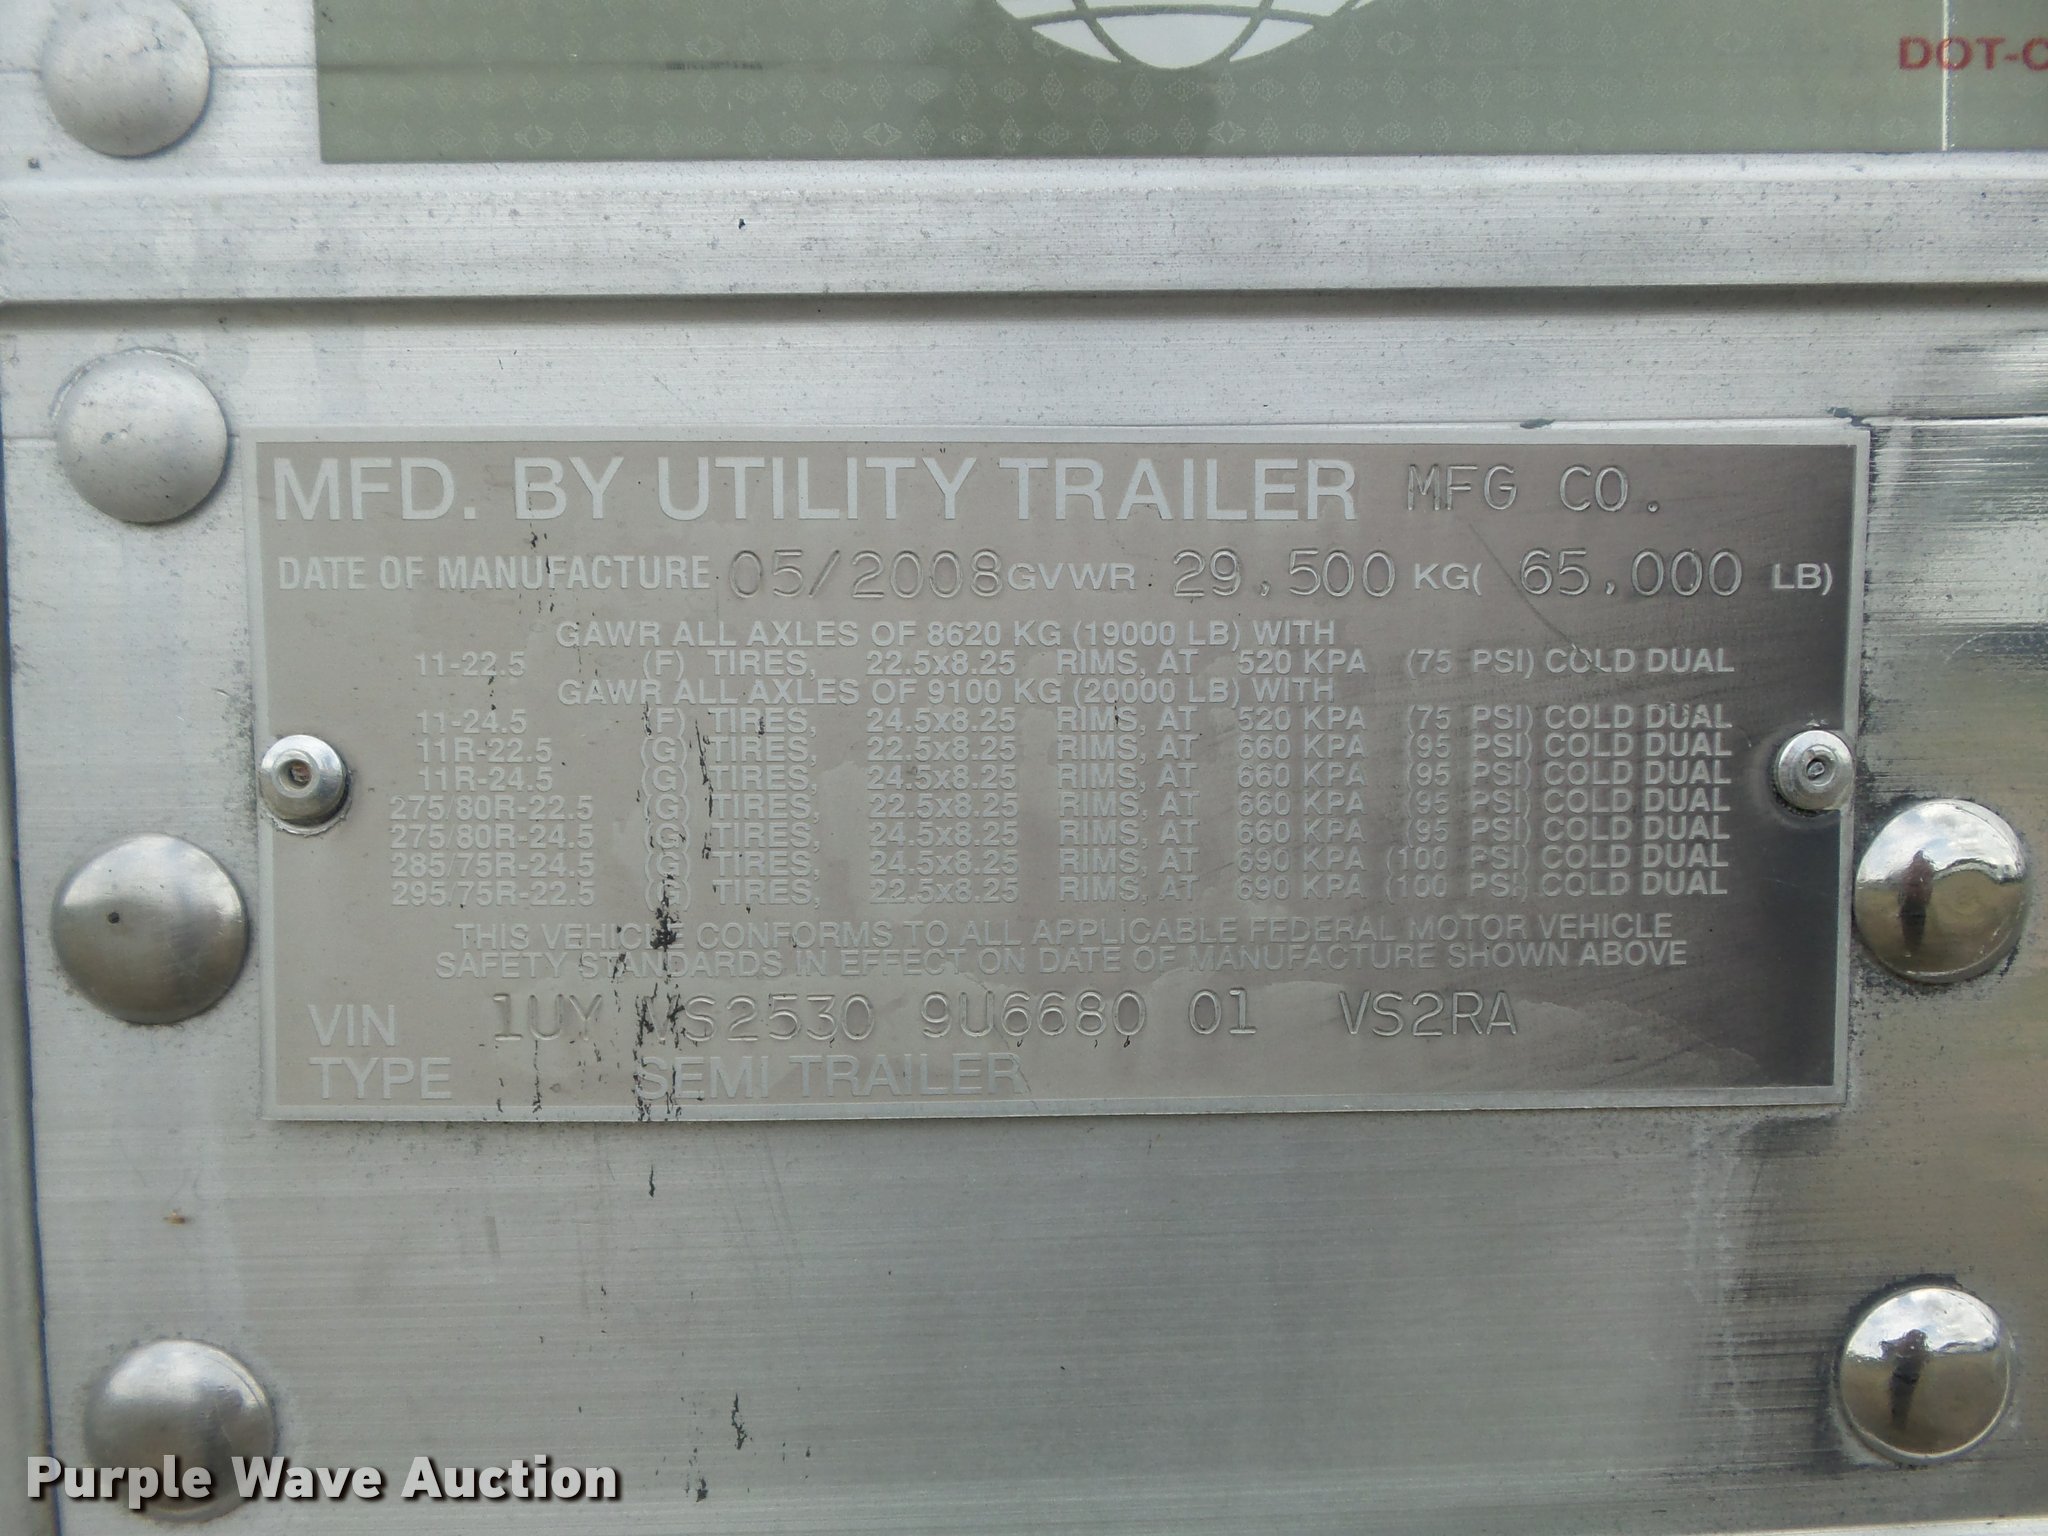 DOT-C
MFD. BY UTILITY TRAILER MFG CO.
DATE OF MANUFACTURE 05/2008 GVWR 29,500 KG( 65,000 LB)
GAWR ALL AXLES OF 8620 KG (19000 LB) WITH
11-22.5 (F) TIRES, 22.5x8.25 RIMS, AT 520 KPA (75 PSI) COLD DUAL
GAWR ALL AXLES OF 9100 KG (20000 LB) WITH
11-24.5 (F) TIRES, 24.5x8.25 RIMS, AT 520 KPA (75 PSI) COLD DUAL
11R-22.5 (G) TIRES, 22.5x8.25 RIMS, AT 660 KPA (95 PSI) COLD DUAL
11R-24.5 (G) TIRES, 24.5x8.25 RIMS, AT 660 KPA (95 PSI) COLD DUAL
275/80R-22.5 (G) TIRES, 22.5x8.25 RIMS, AT 660 KPA (95 PSI) COLD DUAL
275/80R-24.5 (G) TIRES, 24.5x8.25 RIMS, AT 660 KPA (95 PSI) COLD DUAL
285/75R-24.5 (G) TIRES, 24.5x8.25 RIMS, AT 690 KPA (100 PSI) COLD DUAL
295/75R-22.5 (G) TIRES, 22.5x8.25 RIMS, AT 690 KPA (100 PSI) COLD DUAL
THIS VEHICLE CONFORMS TO ALL APPLICABLE FEDERAL MOTOR VEHICLE
SAFETY STANDARDS IN EFFECT ON DATE OF MANUFACTURE SHOWN ABOVE
VIN 1UY VS2530 9U6680 01 VS2RA
TYPE SEMI TRAILER
Purple Wave Auction